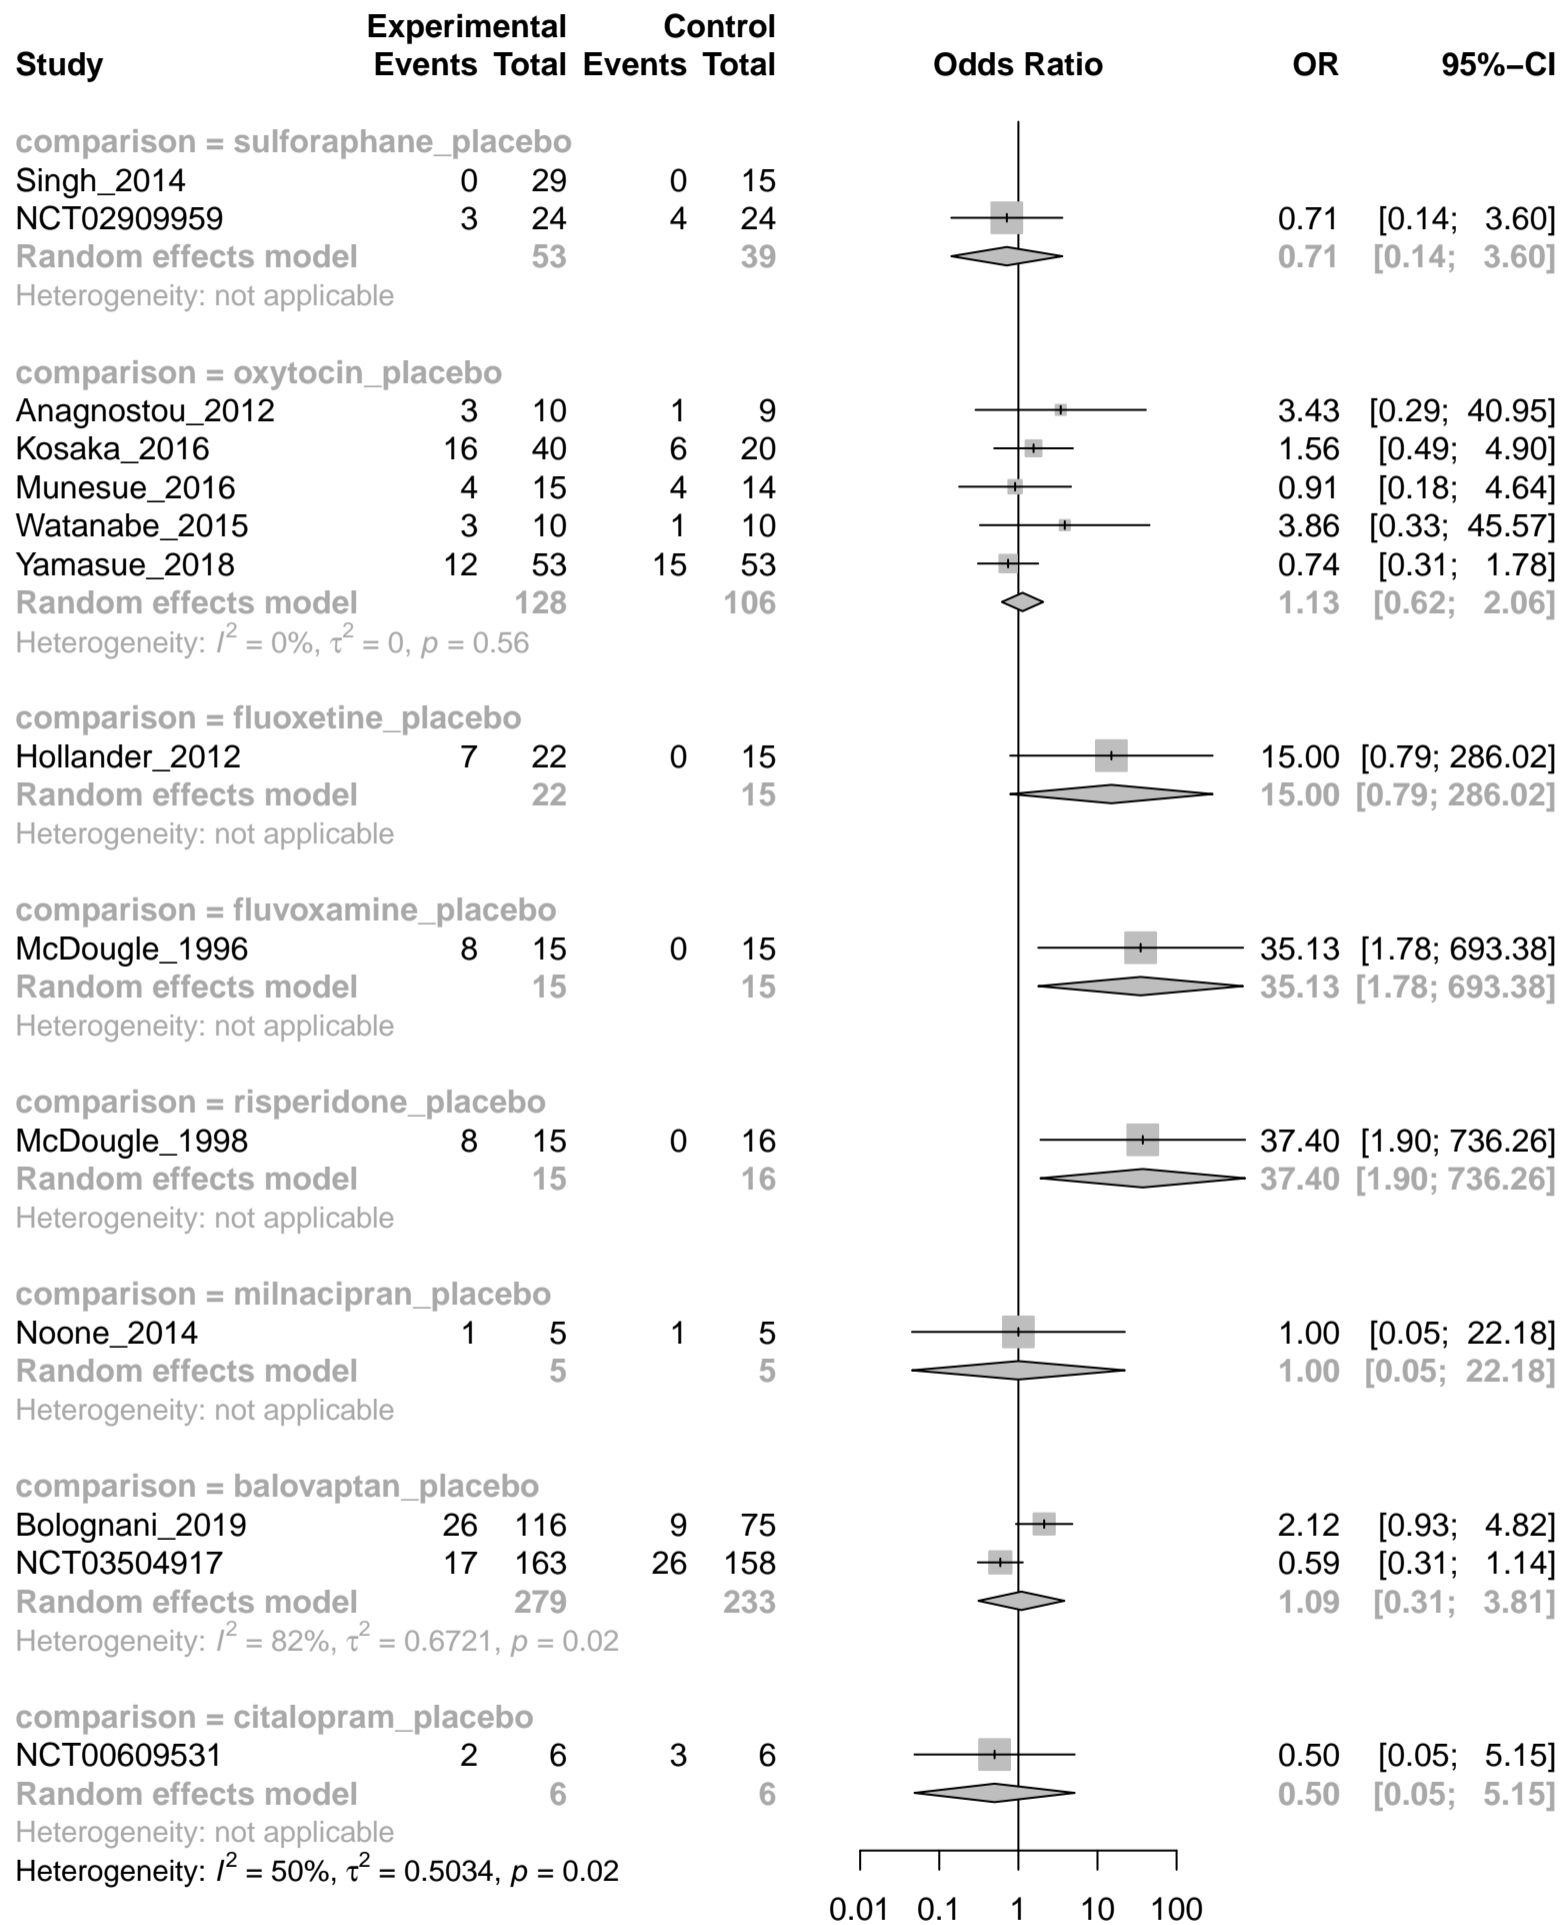 Experimental Control
Study Events Total Events Total Odds Ratio OR 95%−CI
comparison = sulforaphane_placebo
Singh_2014 0 29 0 15
NCT02909959 3 24 4 24 0.71 [0.14; 3.60]
Random effects model 53 39 0.71 [0.14; 3.60]
Heterogeneity: not applicable
comparison = oxytocin_placebo
Anagnostou_2012 3 10 1 9 3.43 [0.29; 40.95]
Kosaka_2016 16 40 6 20 1.56 [0.49; 4.90]
Munesue_2016 4 15 4 14 0.91 [0.18; 4.64]
Watanabe_2015 3 10 1 10 3.86 [0.33; 45.57]
Yamasue_2018 12 53 15 53 0.74 [0.31; 1.78]
Random effects model 128 106 1.13 [0.62; 2.06]
Heterogeneity: I² = 0%, τ² = 0, p = 0.56
comparison = fluoxetine_placebo
Hollander_2012 7 22 0 15 15.00 [0.79; 286.02]
Random effects model 22 15 15.00 [0.79; 286.02]
Heterogeneity: not applicable
comparison = fluvoxamine_placebo
McDougle_1996 8 15 0 15 35.13 [1.78; 693.38]
Random effects model 15 15 35.13 [1.78; 693.38]
Heterogeneity: not applicable
comparison = risperidone_placebo
McDougle_1998 8 15 0 16 37.40 [1.90; 736.26]
Random effects model 15 16 37.40 [1.90; 736.26]
Heterogeneity: not applicable
comparison = milnacipran_placebo
Noone_2014 1 5 1 5 1.00 [0.05; 22.18]
Random effects model 5 5 1.00 [0.05; 22.18]
Heterogeneity: not applicable
comparison = balovaptan_placebo
Bolognani_2019 26 116 9 75 2.12 [0.93; 4.82]
NCT03504917 17 163 26 158 0.59 [0.31; 1.14]
Random effects model 279 233 1.09 [0.31; 3.81]
Heterogeneity: I² = 82%, τ² = 0.6721, p = 0.02
comparison = citalopram_placebo
NCT00609531 2 6 3 6 0.50 [0.05; 5.15]
Random effects model 6 6 0.50 [0.05; 5.15]
Heterogeneity: not applicable
Heterogeneity: I² = 50%, τ² = 0.5034, p = 0.02
0.01 0.1 1 10 100